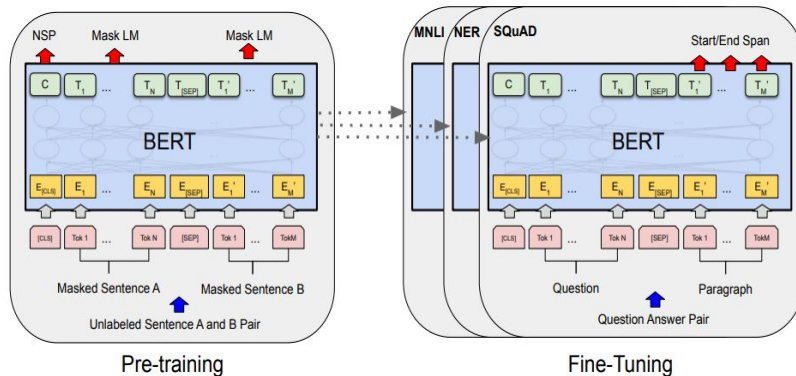 NSP Mask LM Mask LM
C T1 ... TN T[SEP] T1' ... TM'
BERT
E[CLS] E1 ... EN E[SEP] E1' ... EM'
[CLS] Tok 1 ... Tok N [SEP] Tok 1 ... TokM
Masked Sentence A Masked Sentence B
Unlabeled Sentence A and B Pair
Pre-training
MNLI NER SQuAD
Start/End Span
C T1 ... TN T[SEP] T1' ... TM'
BERT
E[CLS] E1 ... EN E[SEP] E1' ... EM'
[CLS] Tok 1 ... Tok N [SEP] Tok 1 ... TokM
Question Paragraph
Question Answer Pair
Fine-Tuning